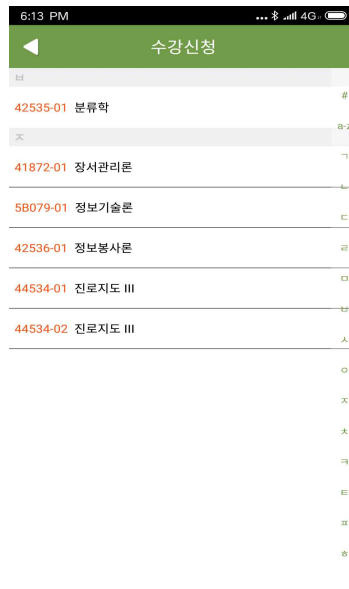 6:13 PM ... 4G
수강신청
ㅂ
42535-01 분류학
ㅈ
41872-01 장서관리론
5B079-01 정보기술론
42536-01 정보봉사론
44534-01 진로지도 III
44534-02 진로지도 III
#
a-z
ㄱ
ㄴ
ㄷ
ㄹ
ㅁ
ㅂ
ㅅ
ㅇ
ㅈ
ㅊ
ㅋ
ㅌ
ㅍ
ㅎ